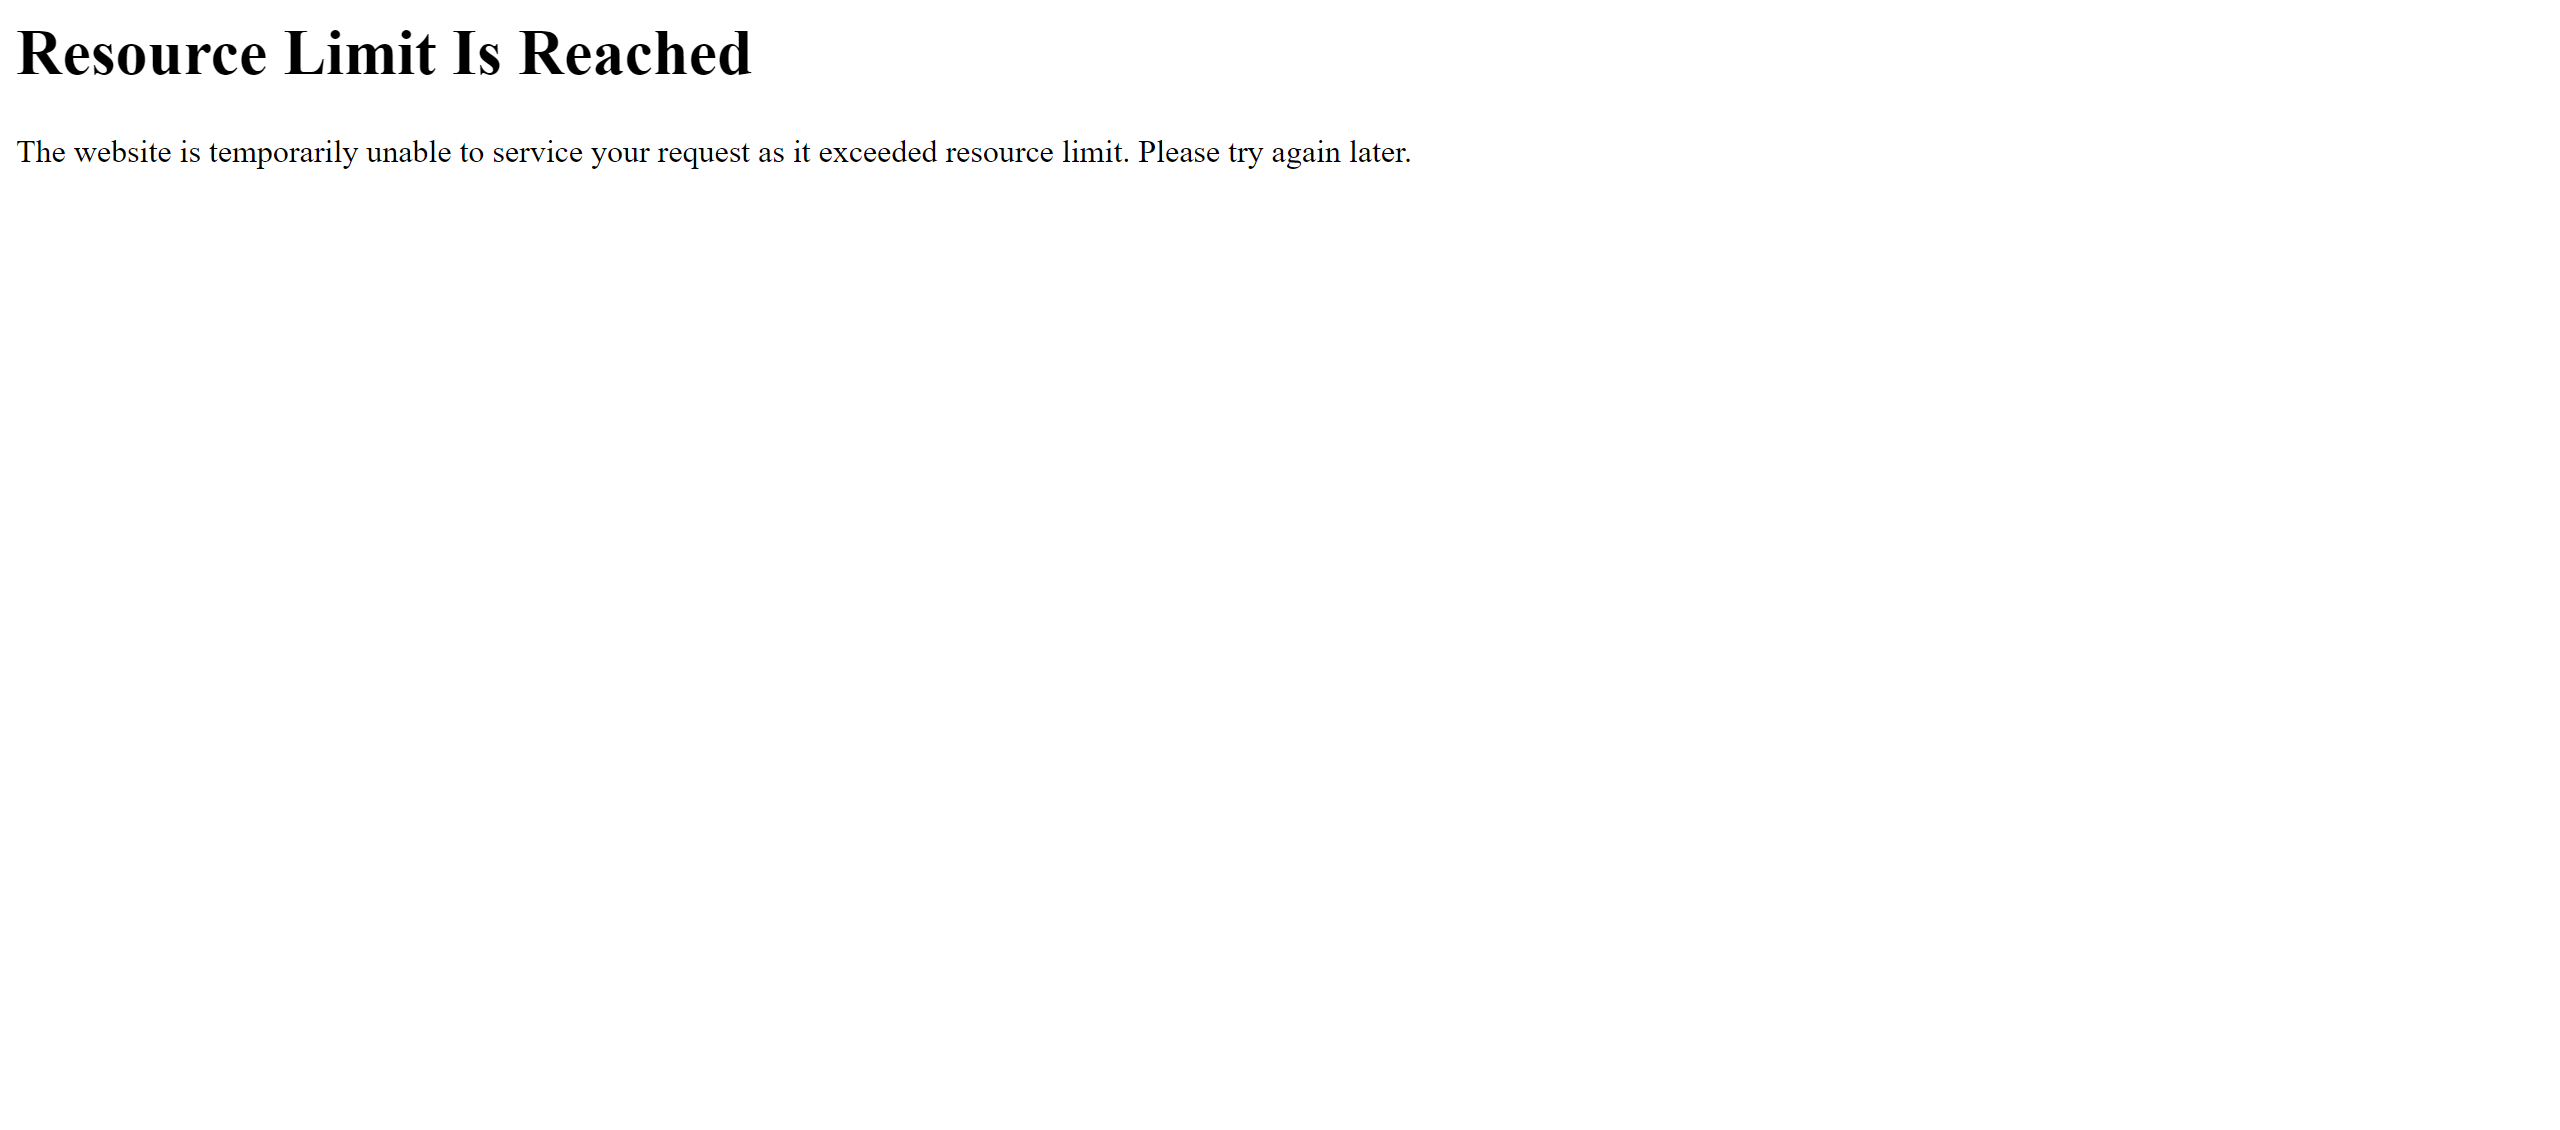 Resource Limit Is Reached
The website is temporarily unable to service your request as it exceeded resource limit. Please try again later.